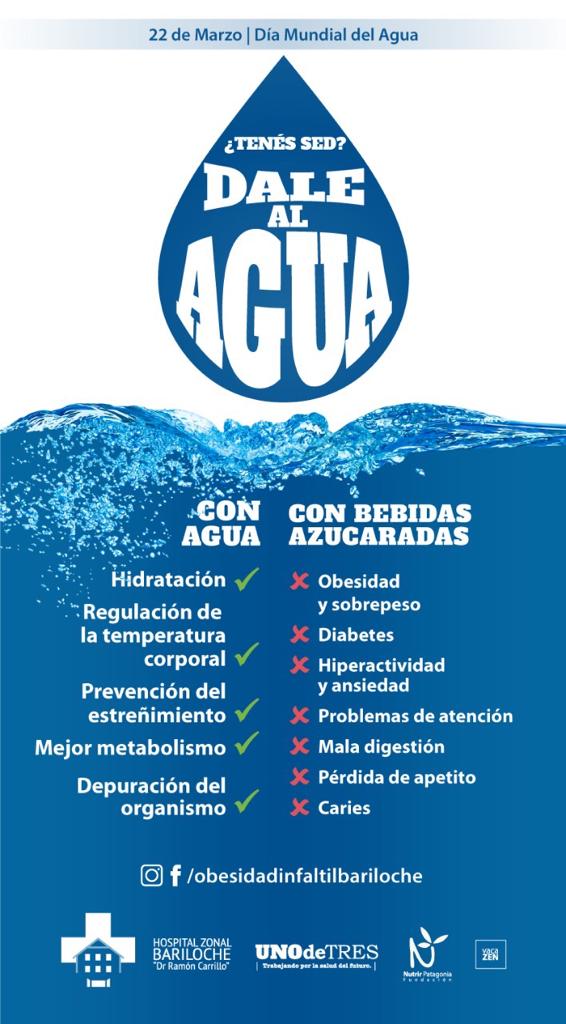 22 de Marzo | Día Mundial del Agua
¿TENÉS SED?
DALE
AL
AGUA
CON
AGUA
Hidratación
Regulación de
la temperatura
corporal
Prevención del
estreñimiento
Mejor metabolismo
Depuración del
organismo
CON BEBIDAS
AZUCARADAS
Obesidad
y sobrepeso
Diabetes
Hiperactividad
y ansiedad
Problemas de atención
Mala digestión
Pérdida de apetito
Caries
/obesidadinfaltilbariloche
HOSPITAL ZONAL
BARILOCHE
"Dr Ramón Carrillo"
UNOdeTRES
Trabajando por la salud del futuro.
Nutrir Patagonia
Fundación
vaca
ZEN